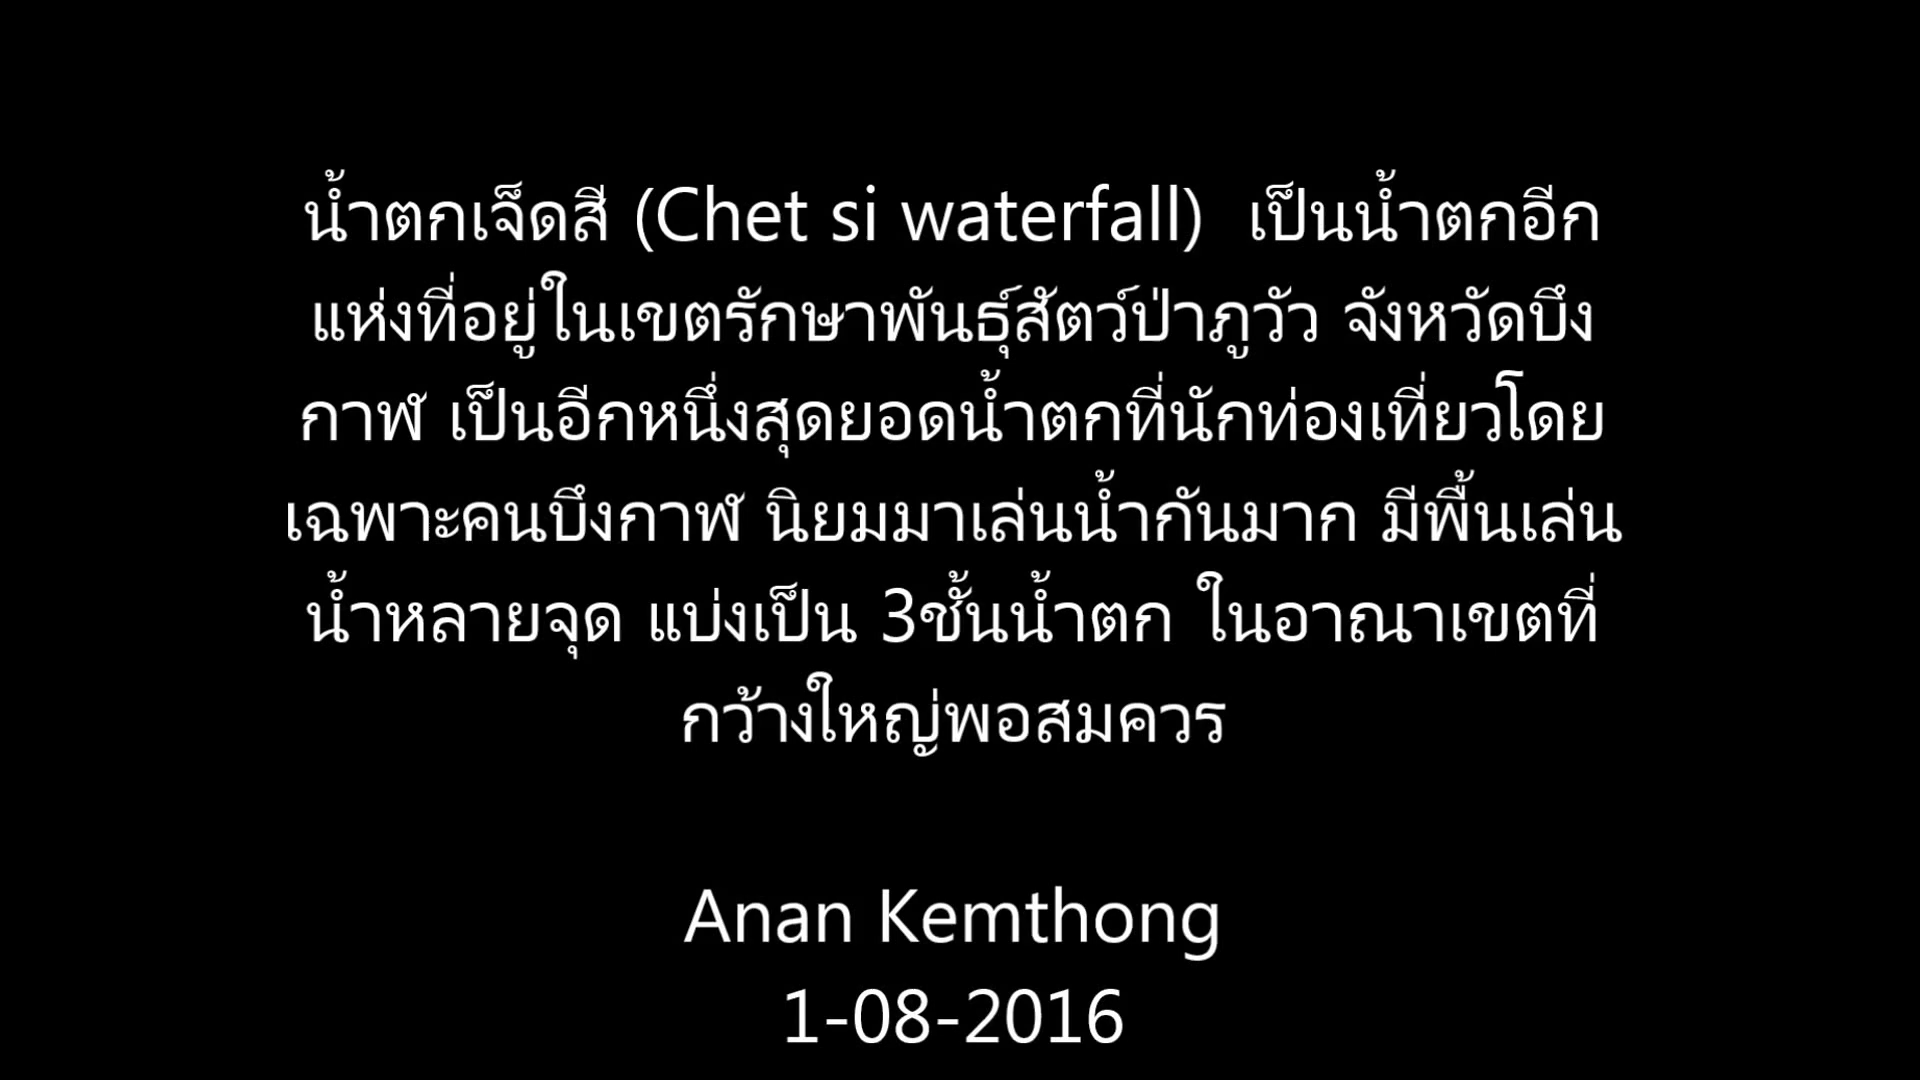 น้ำตกเจ็ดสี (Chet si waterfall)  เป็นน้ำตกอีก
แห่งที่อยู่ในเขตรักษาพันธุ์สัตว์ป่าภูวัว จังหวัดบึง
กาฬ เป็นอีกหนึ่งสุดยอดน้ำตกที่นักท่องเที่ยวโดย
เฉพาะคนบึงกาฬ นิยมมาเล่นน้ำกันมาก มีพื้นเล่น
น้ำหลายจุด แบ่งเป็น 3ชั้นน้ำตก ในอาณาเขตที่
กว้างใหญ่พอสมควร
Anan Kemthong
1-08-2016